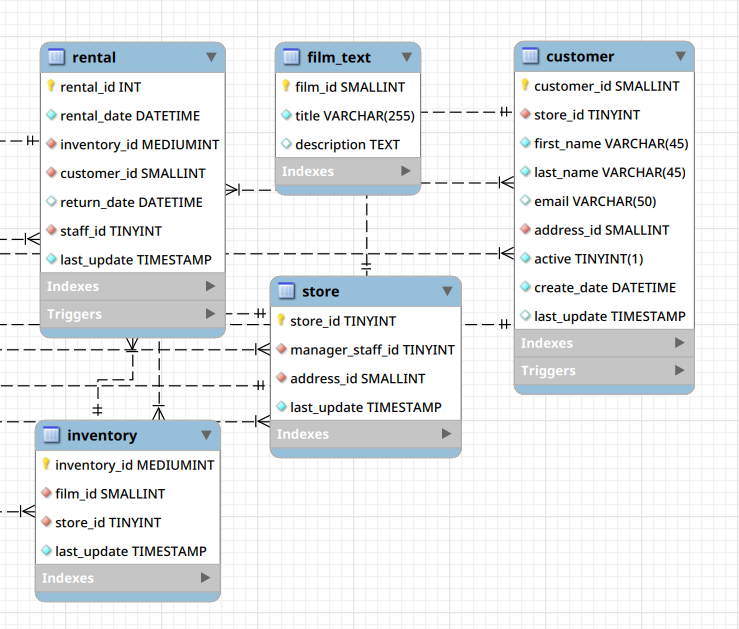 rental
rental_id INT
rental_date DATETIME
inventory_id MEDIUMINT
customer_id SMALLINT
return_date DATETIME
staff_id TINYINT
last_update TIMESTAMP
Indexes
Triggers
film_text
film_id SMALLINT
title VARCHAR(255)
description TEXT
Indexes
customer
customer_id SMALLINT
store_id TINYINT
first_name VARCHAR(45)
last_name VARCHAR(45)
email VARCHAR(50)
address_id SMALLINT
active TINYINT(1)
create_date DATETIME
last_update TIMESTAMP
Indexes
Triggers
store
store_id TINYINT
manager_staff_id TINYINT
address_id SMALLINT
last_update TIMESTAMP
Indexes
inventory
inventory_id MEDIUMINT
film_id SMALLINT
store_id TINYINT
last_update TIMESTAMP
Indexes